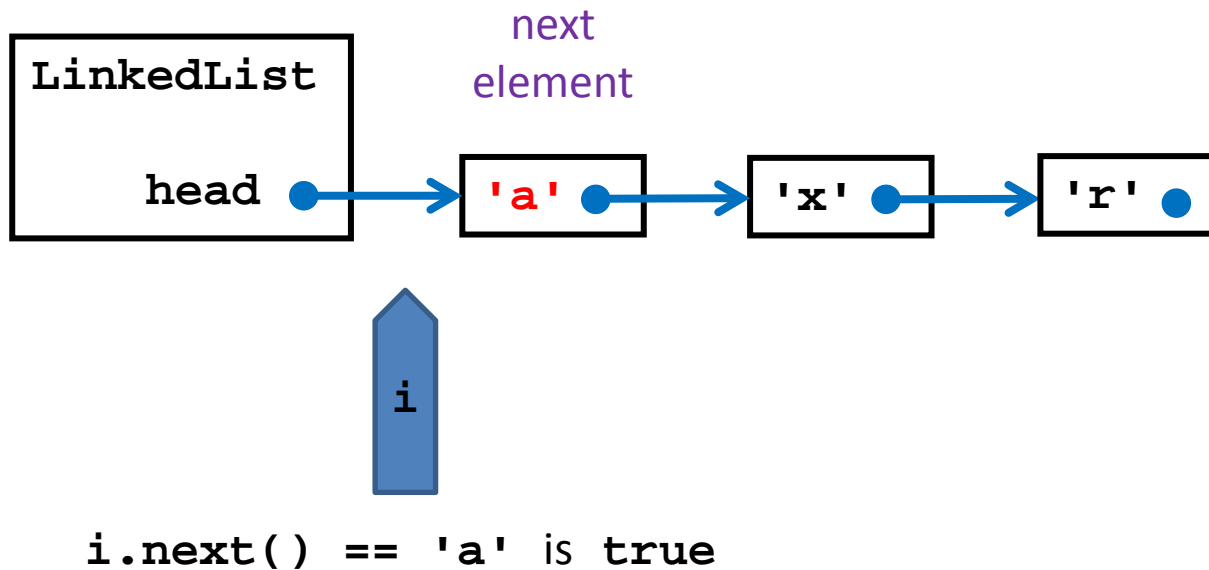 next
element
LinkedList
head
'a'
'x'
'r'
i
i.next() == 'a' is true